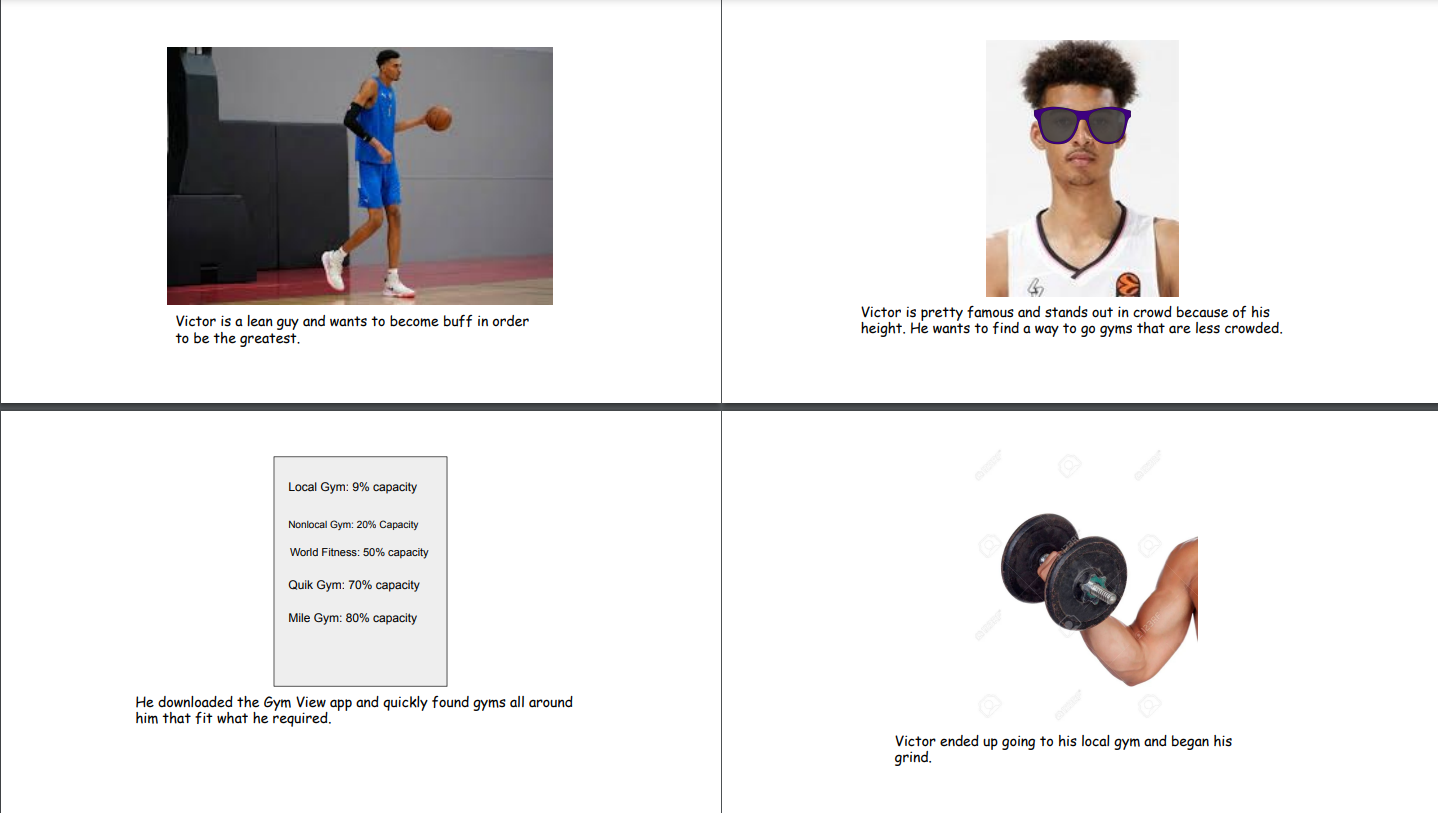 Victor is a lean guy and wants to become buff in order
to be the greatest.
Victor is pretty famous and stands out in crowd because of his
height. He wants to find a way to go gyms that are less crowded.
Local Gym: 9% capacity
Nonlocal Gym: 20% Capacity
World Fitness: 50% capacity
Quik Gym: 70% capacity
Mile Gym: 80% capacity
He downloaded the Gym View app and quickly found gyms all around
him that fit what he required.
Victor ended up going to his local gym and began his
grind.